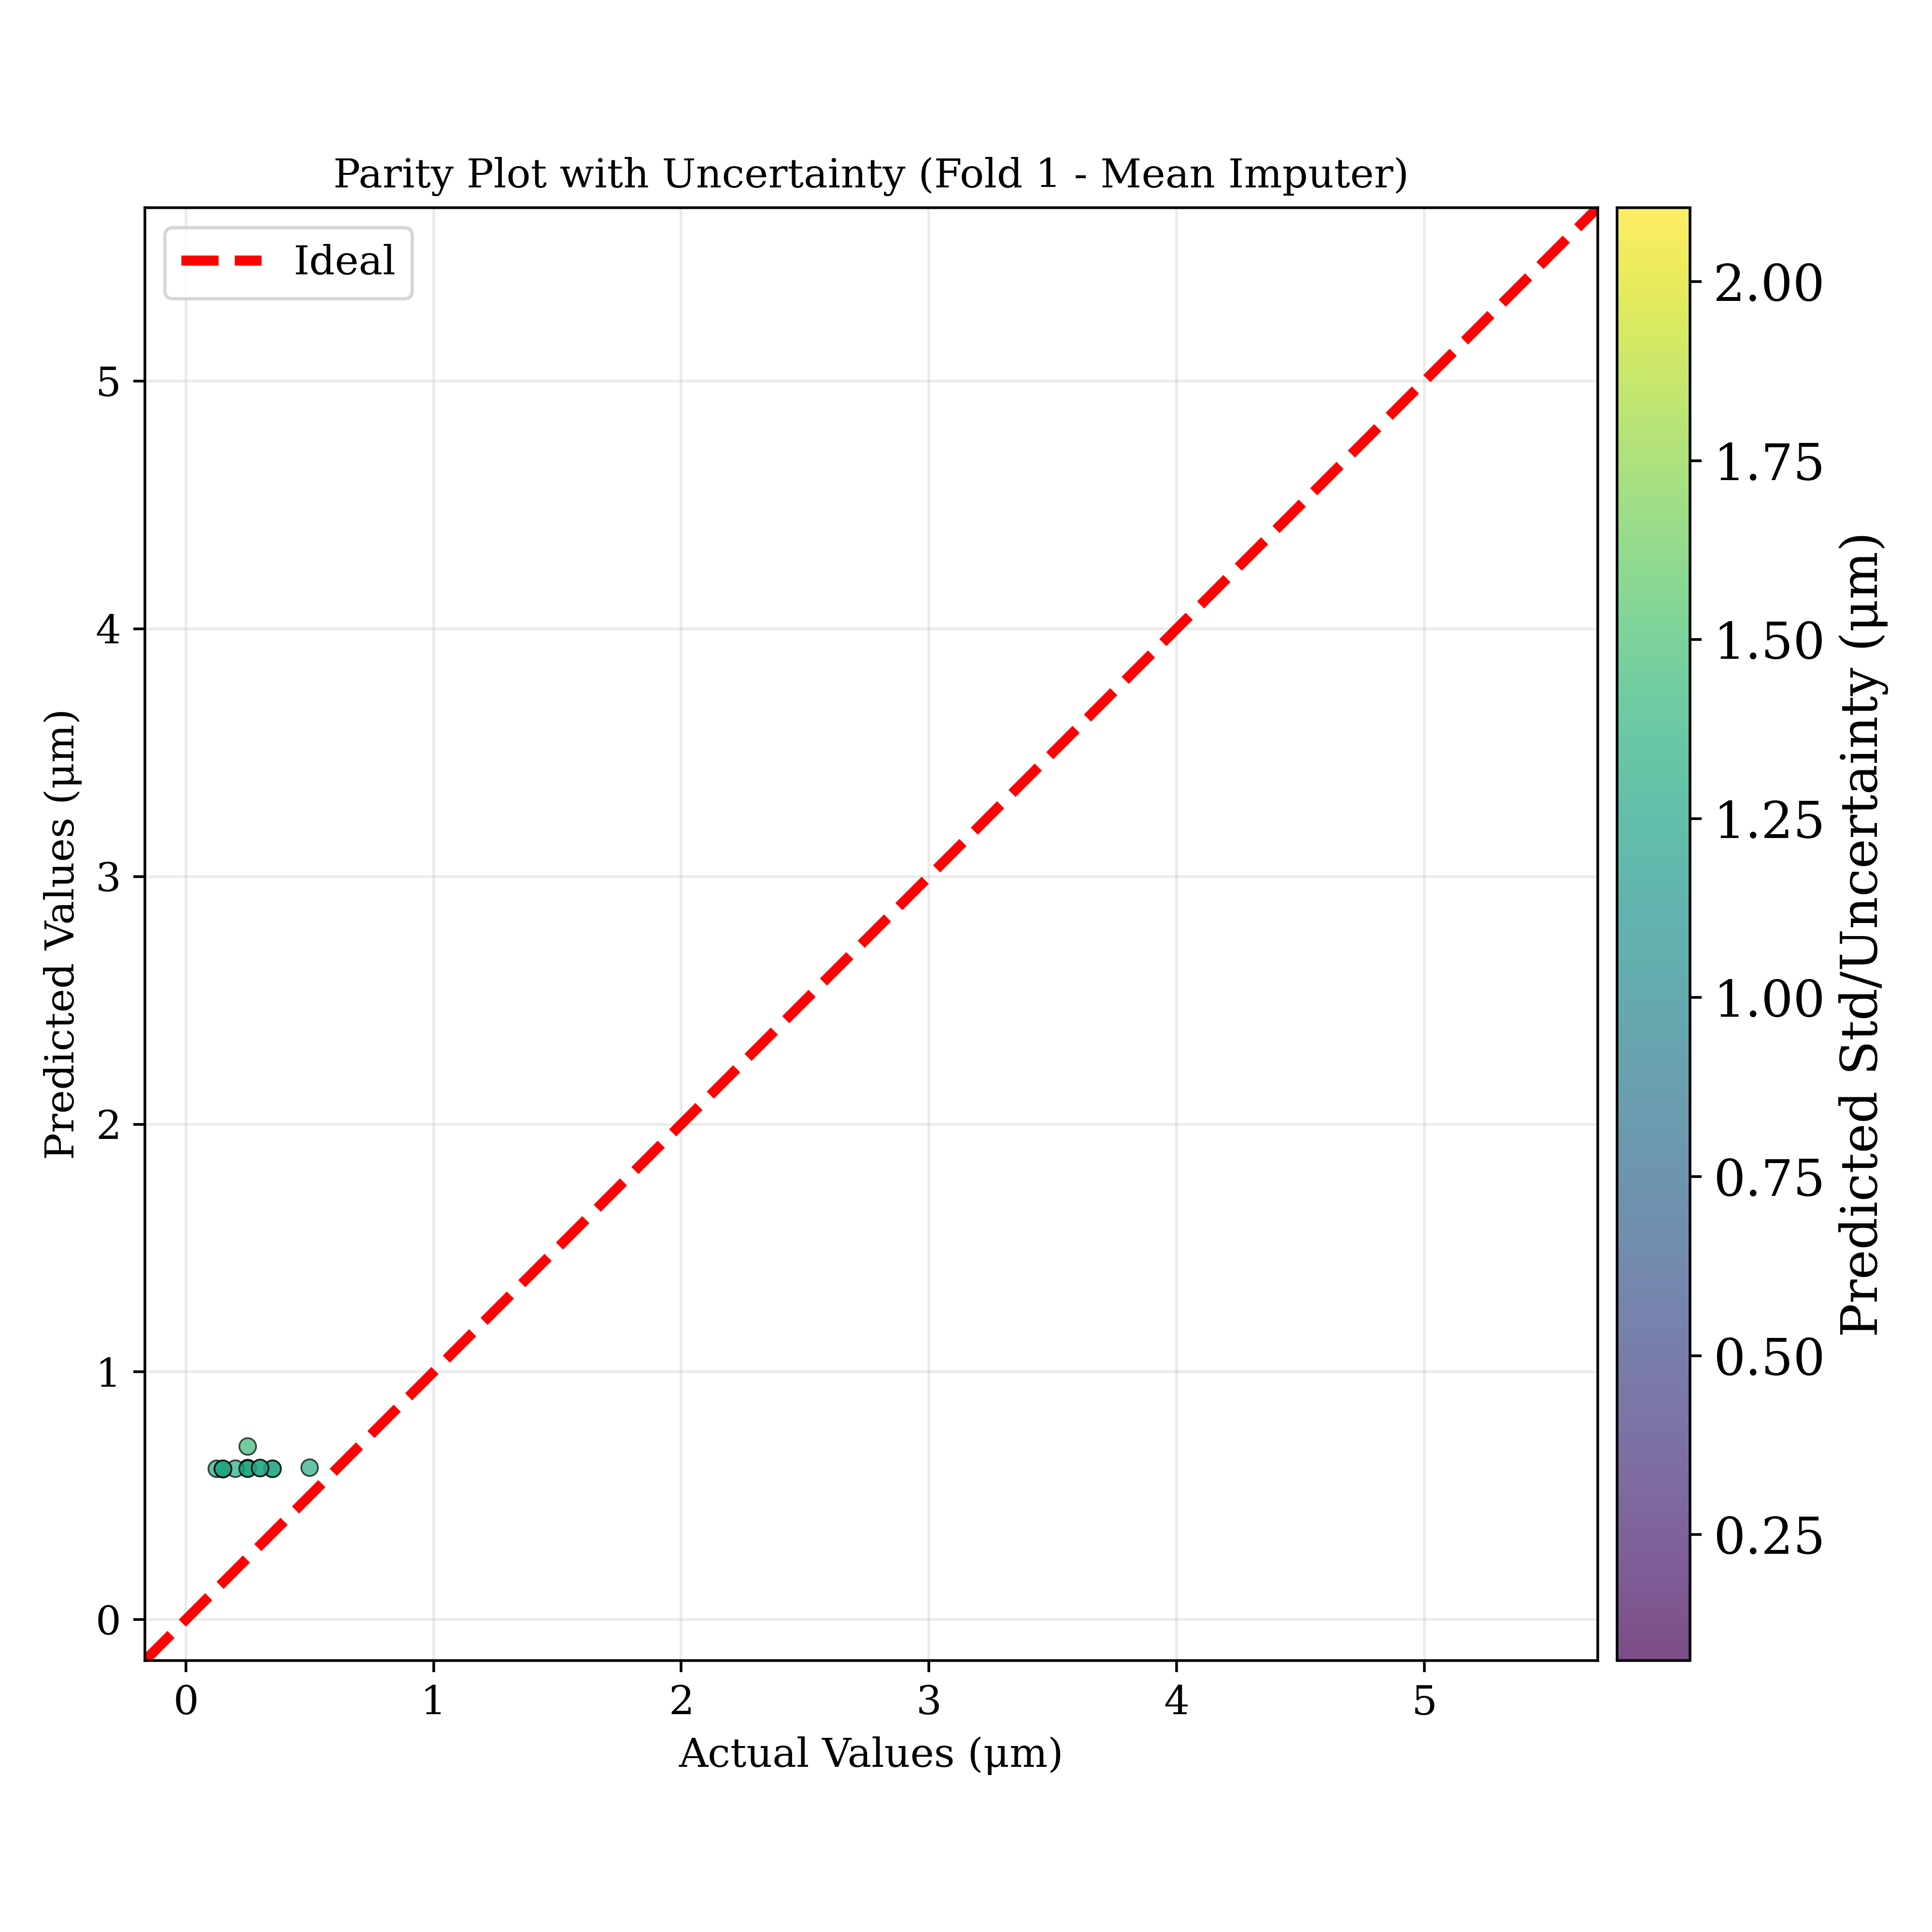 Parity Plot with Uncertainty (Fold 1 - Mean Imputer)
Ideal
5
4
3
2
1
0
Predicted Values (μm)
0 1 2 3 4 5
Actual Values (μm)
2.00
1.75
1.50
1.25
1.00
0.75
0.50
0.25
Predicted Std/Uncertainty (μm)